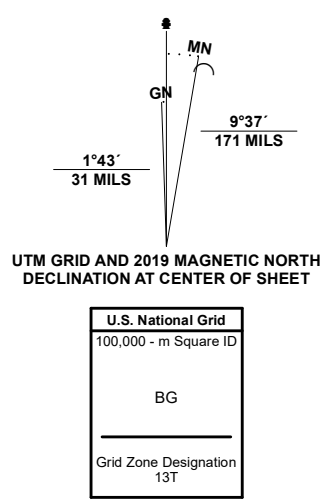 MN
GN
9°37´
171 MILS
1°43´
31 MILS
UTM GRID AND 2019 MAGNETIC NORTH
DECLINATION AT CENTER OF SHEET
U.S. National Grid
100,000 - m Square ID
BG
Grid Zone Designation
13T